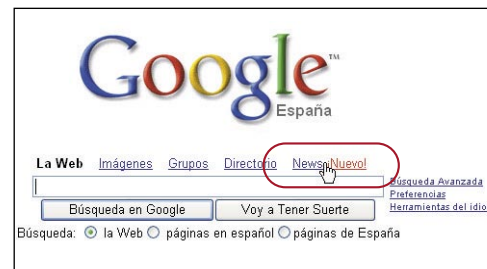 Google™
España
La Web Imágenes Grupos Directorio News ¡Nuevo!
Búsqueda Avanzada
Preferencias
Herramientas del idio
Búsqueda en Google Voy a Tener Suerte
Búsqueda: la Web páginas en español páginas de España